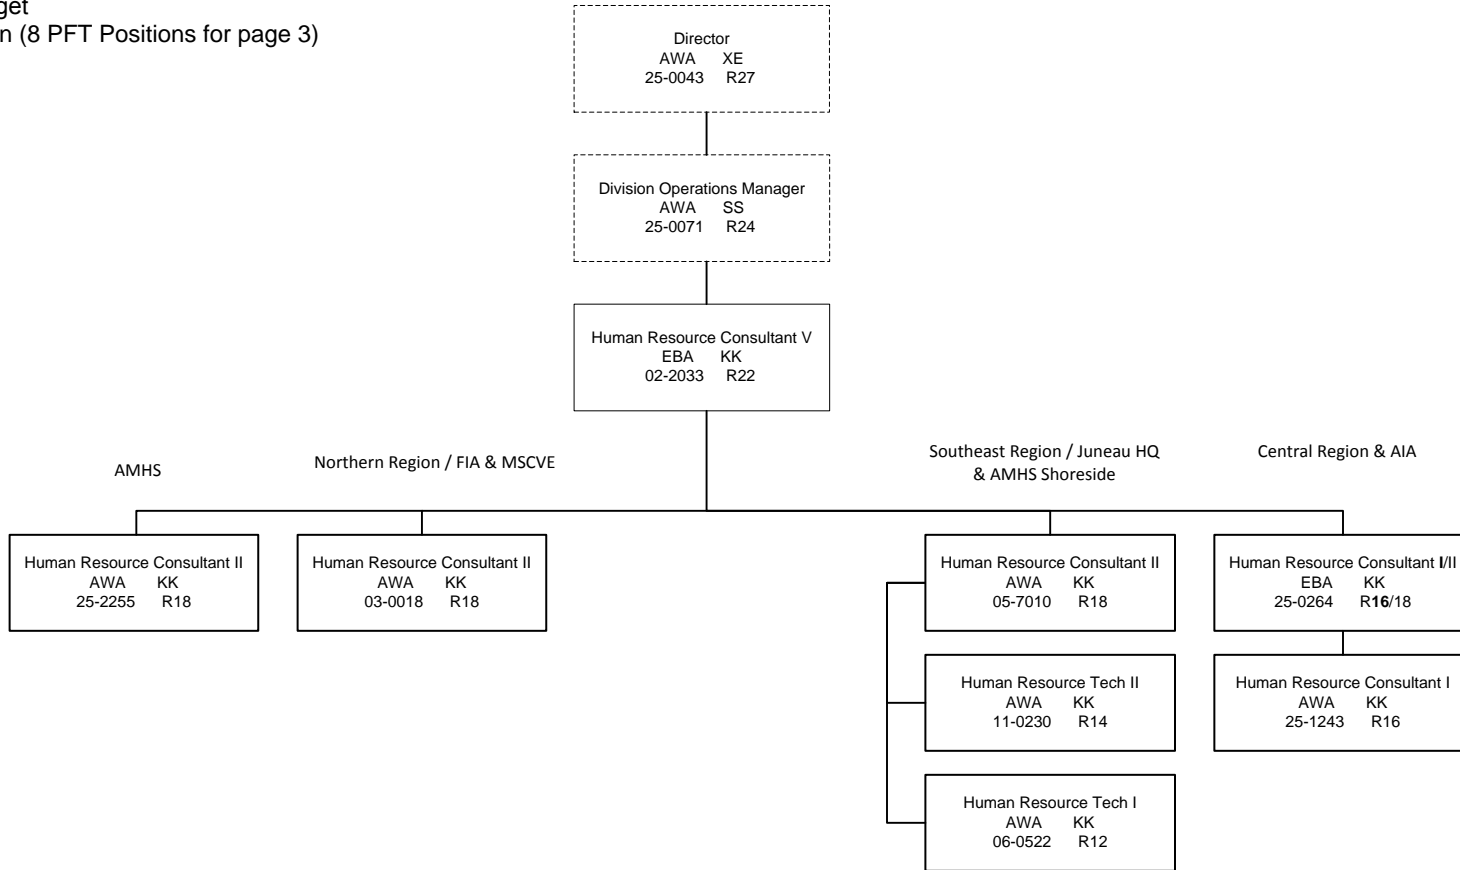 get
n (8 PFT Positions for page 3)
Director
AWA XE
25-0043 R27
Division Operations Manager
AWA SS
25-0071 R24
Human Resource Consultant V
EBA KK
02-2033 R22
AMHS
Northern Region / FIA & MSCVE
Southeast Region / Juneau HQ
& AMHS Shoreside
Central Region & AIA
Human Resource Consultant II
AWA KK
25-2255 R18
Human Resource Consultant II
AWA KK
03-0018 R18
Human Resource Consultant II
AWA KK
05-7010 R18
Human Resource Consultant I/II
EBA KK
25-0264 R16/18
Human Resource Tech II
AWA KK
11-0230 R14
Human Resource Consultant I
AWA KK
25-1243 R16
Human Resource Tech I
AWA KK
06-0522 R12